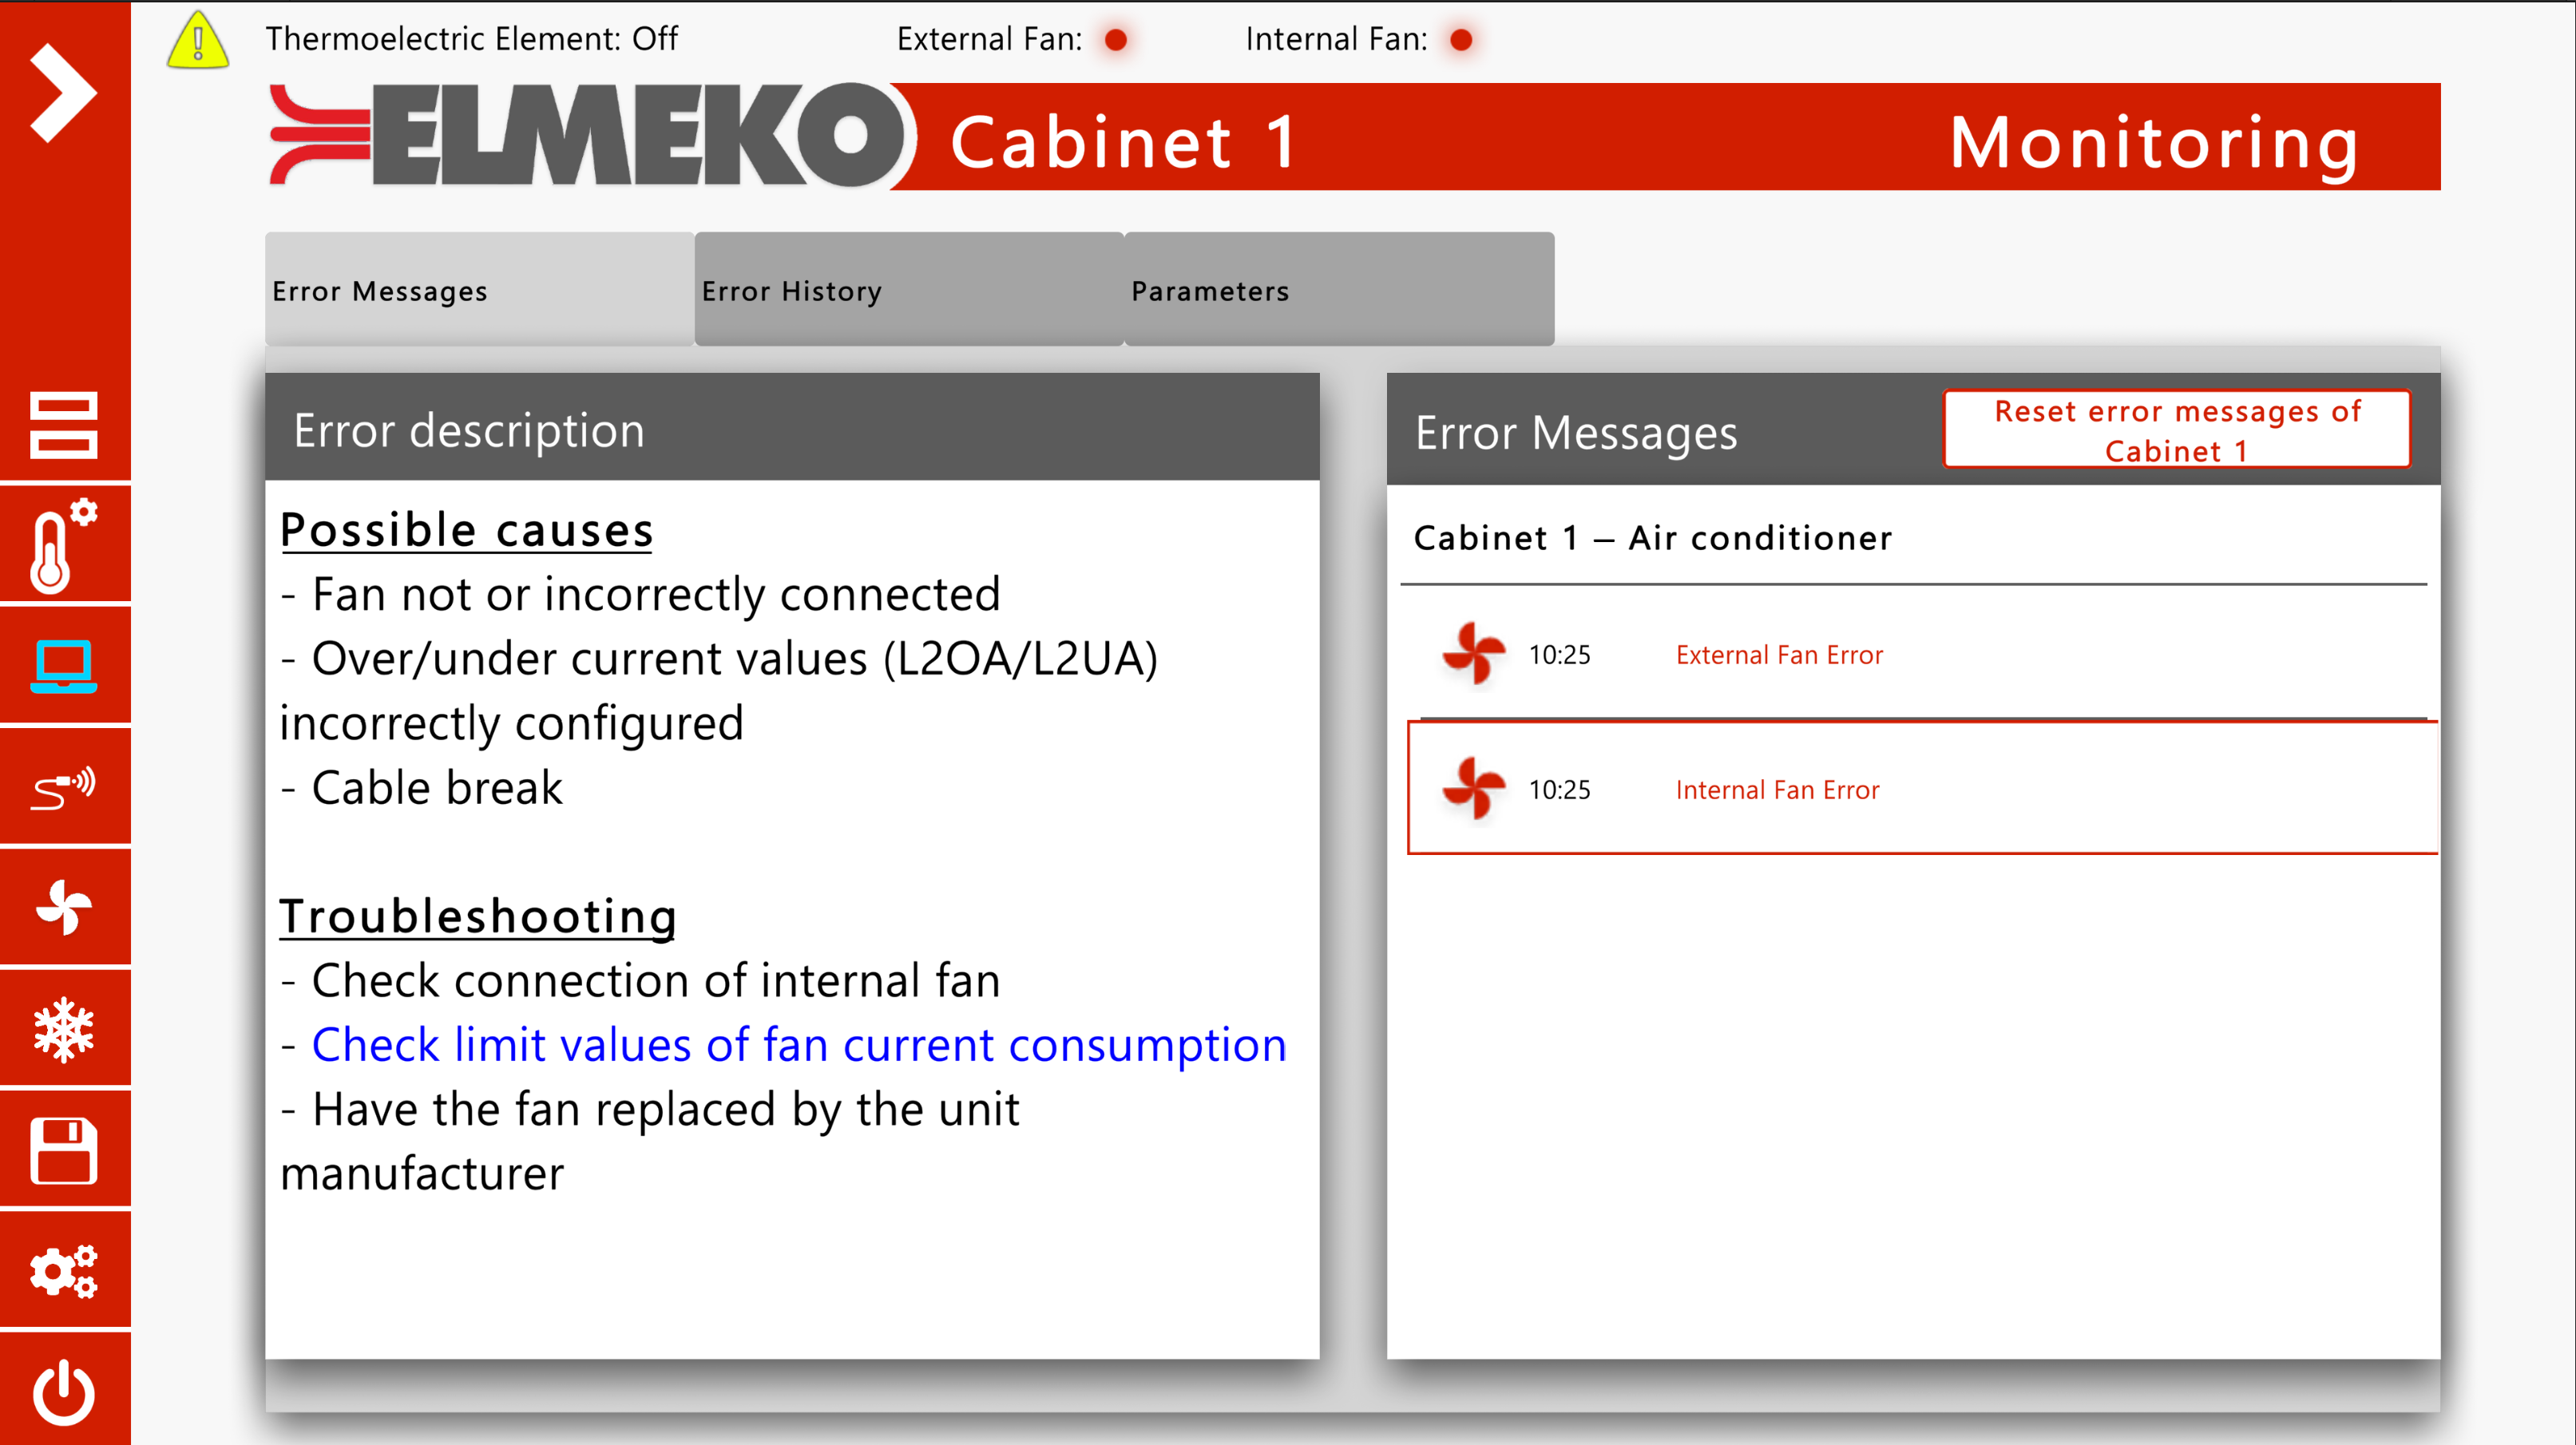 Thermoelectric Element: Off External Fan: Internal Fan:
ELMEKO Cabinet 1 Monitoring
Error Messages Error History Parameters
Error description
Possible causes
- Fan not or incorrectly connected
- Over/under current values (L2OA/L2UA)
incorrectly configured
- Cable break
Troubleshooting
- Check connection of internal fan
- Check limit values of fan current consumption
- Have the fan replaced by the unit
manufacturer
Error Messages
Reset error messages of
Cabinet 1
Cabinet 1 – Air conditioner
10:25 External Fan Error
10:25 Internal Fan Error